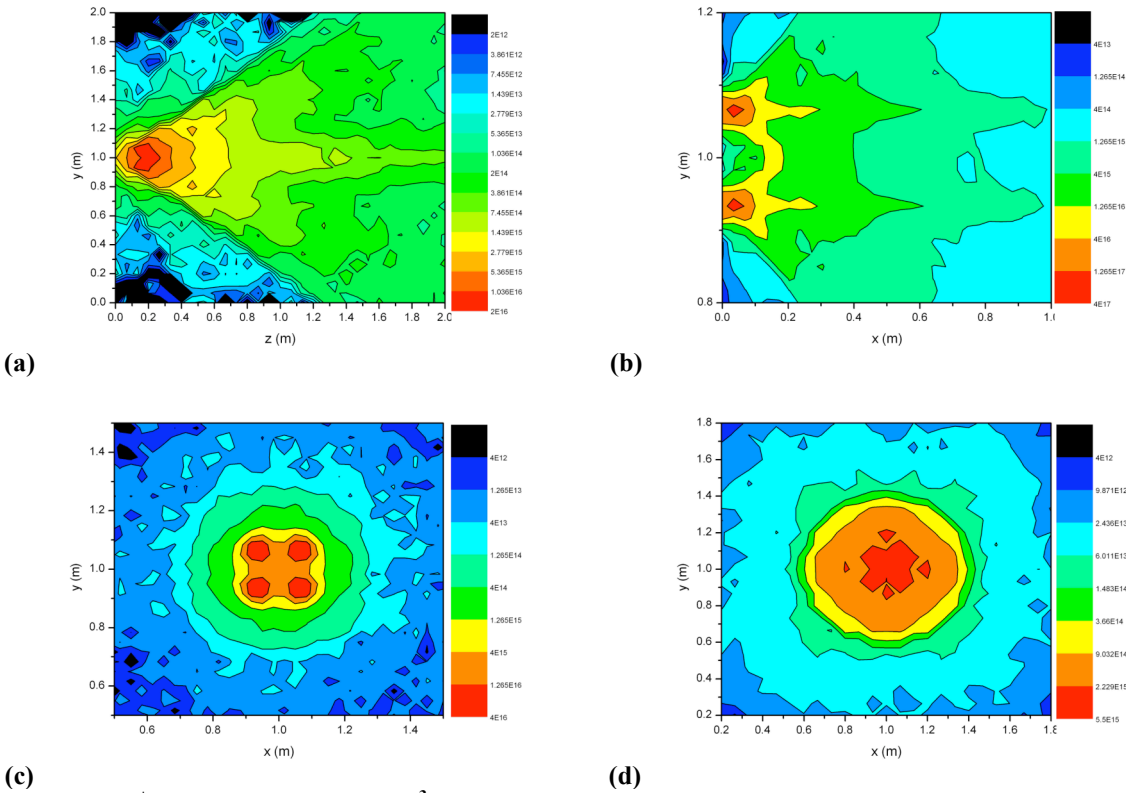 2.0
1.8
1.6
1.4
1.2
1.0
0.8
0.6
0.4
0.2
0.0
y (m)
0.0 0.2 0.4 0.6 0.8 1.0 1.2 1.4 1.6 1.8 2.0
z (m)
2E12
3.861E12
7.455E12
1.439E13
2.779E13
5.365E13
1.036E14
2E14
3.861E14
7.455E14
1.439E15
2.779E15
5.365E15
1.036E16
2E16
(a)
1.2
1.0
0.8
y (m)
0.0 0.2 0.4 0.6 0.8 1.0
x (m)
4E13
1.265E14
4E14
1.265E15
4E15
1.265E16
4E16
1.265E17
4E17
(b)
1.4
1.2
1.0
0.8
0.6
y (m)
0.6 0.8 1.0 1.2 1.4
x (m)
4E12
1.265E13
4E13
1.265E14
4E14
1.265E15
4E15
1.265E16
4E16
(c)
1.8
1.6
1.4
1.2
1.0
0.8
0.6
0.4
0.2
y (m)
0.2 0.4 0.6 0.8 1.0 1.2 1.4 1.6 1.8
x (m)
4E12
9.871E12
2.436E13
6.011E13
1.483E14
3.66E14
9.032E14
2.229E15
5.5E15
(d)